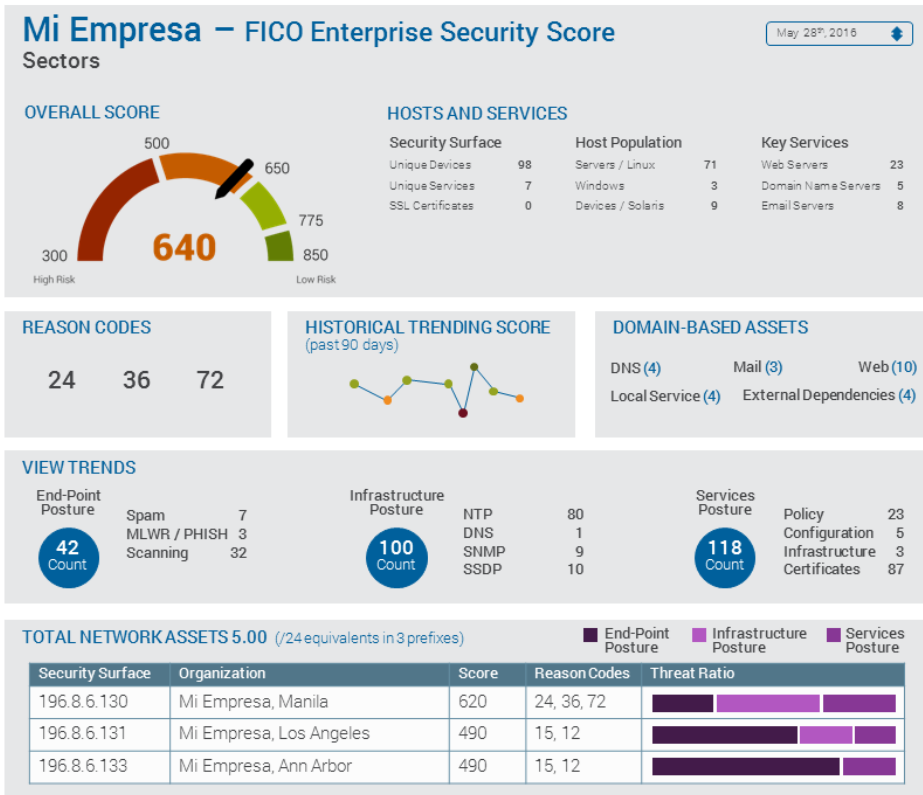 Mi Empresa – FICO Enterprise Security Score
Sectors
May 28th, 2016
OVERALL SCORE
500
650
775
850
300
640
High Risk
Low Risk
HOSTS AND SERVICES
Security Surface
Unique Devices 98
Unique Services 7
SSL Certificates 0
Host Population
Servers / Linux 71
Windows 3
Devices / Solaris 9
Key Services
Web Servers 23
Domain Name Servers 5
Email Servers 8
REASON CODES
24 36 72
HISTORICAL TRENDING SCORE
(past 90 days)
DOMAIN-BASED ASSETS
DNS (4) Mail (3) Web (10)
Local Service (4) External Dependencies (4)
VIEW TRENDS
End-Point
Posture
42
Count
Spam 7
MLWR / PHISH 3
Scanning 32
Infrastructure
Posture
100
Count
NTP 80
DNS 1
SNMP 9
SSDP 10
Services
Posture
118
Count
Policy 23
Configuration 5
Infrastructure 3
Certificates 87
TOTAL NETWORK ASSETS 5.00 (/24 equivalents in 3 prefixes)
End-Point
Posture
Infrastructure
Posture
Services
Posture
Security Surface Organization Score Reason Codes Threat Ratio
196.8.6.130 Mi Empresa, Manila 620 24, 36, 72
196.8.6.131 Mi Empresa, Los Angeles 490 15, 12
196.8.6.133 Mi Empresa, Ann Arbor 490 15, 12